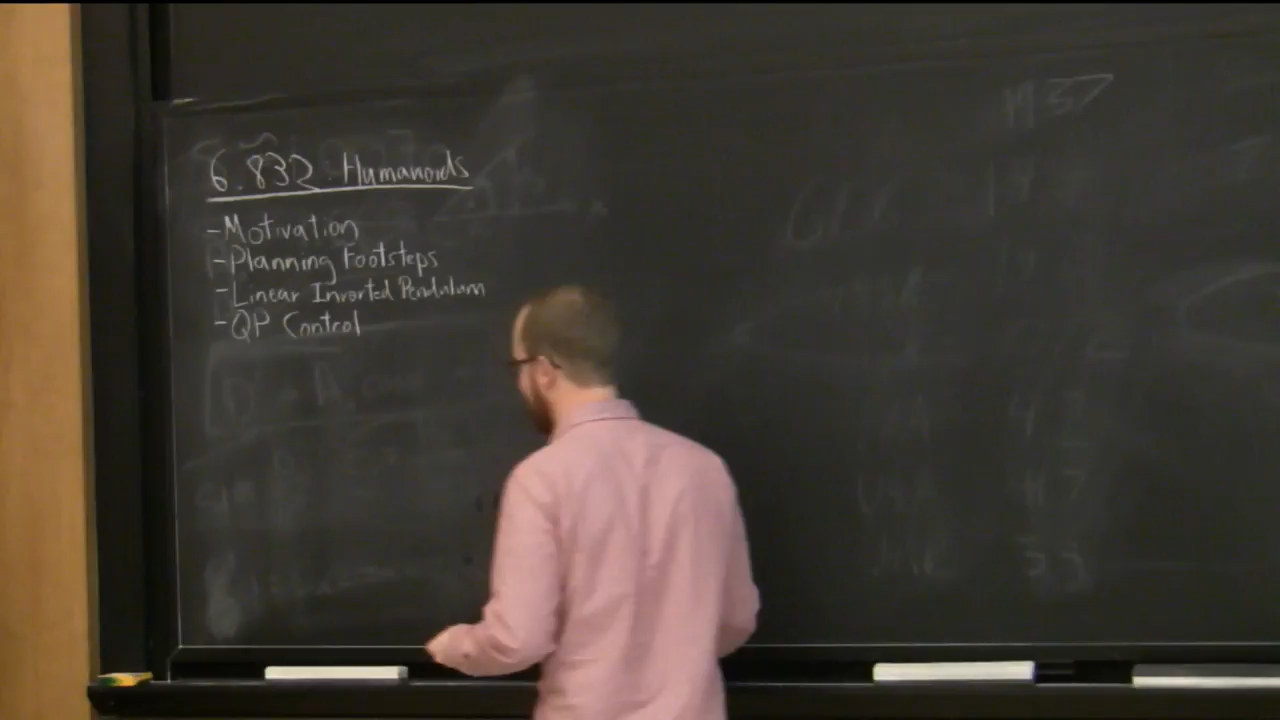 6.832: Humanoids
-Motivation
-Planning Footsteps
-Linear Inverted Pendulum
-QP Control